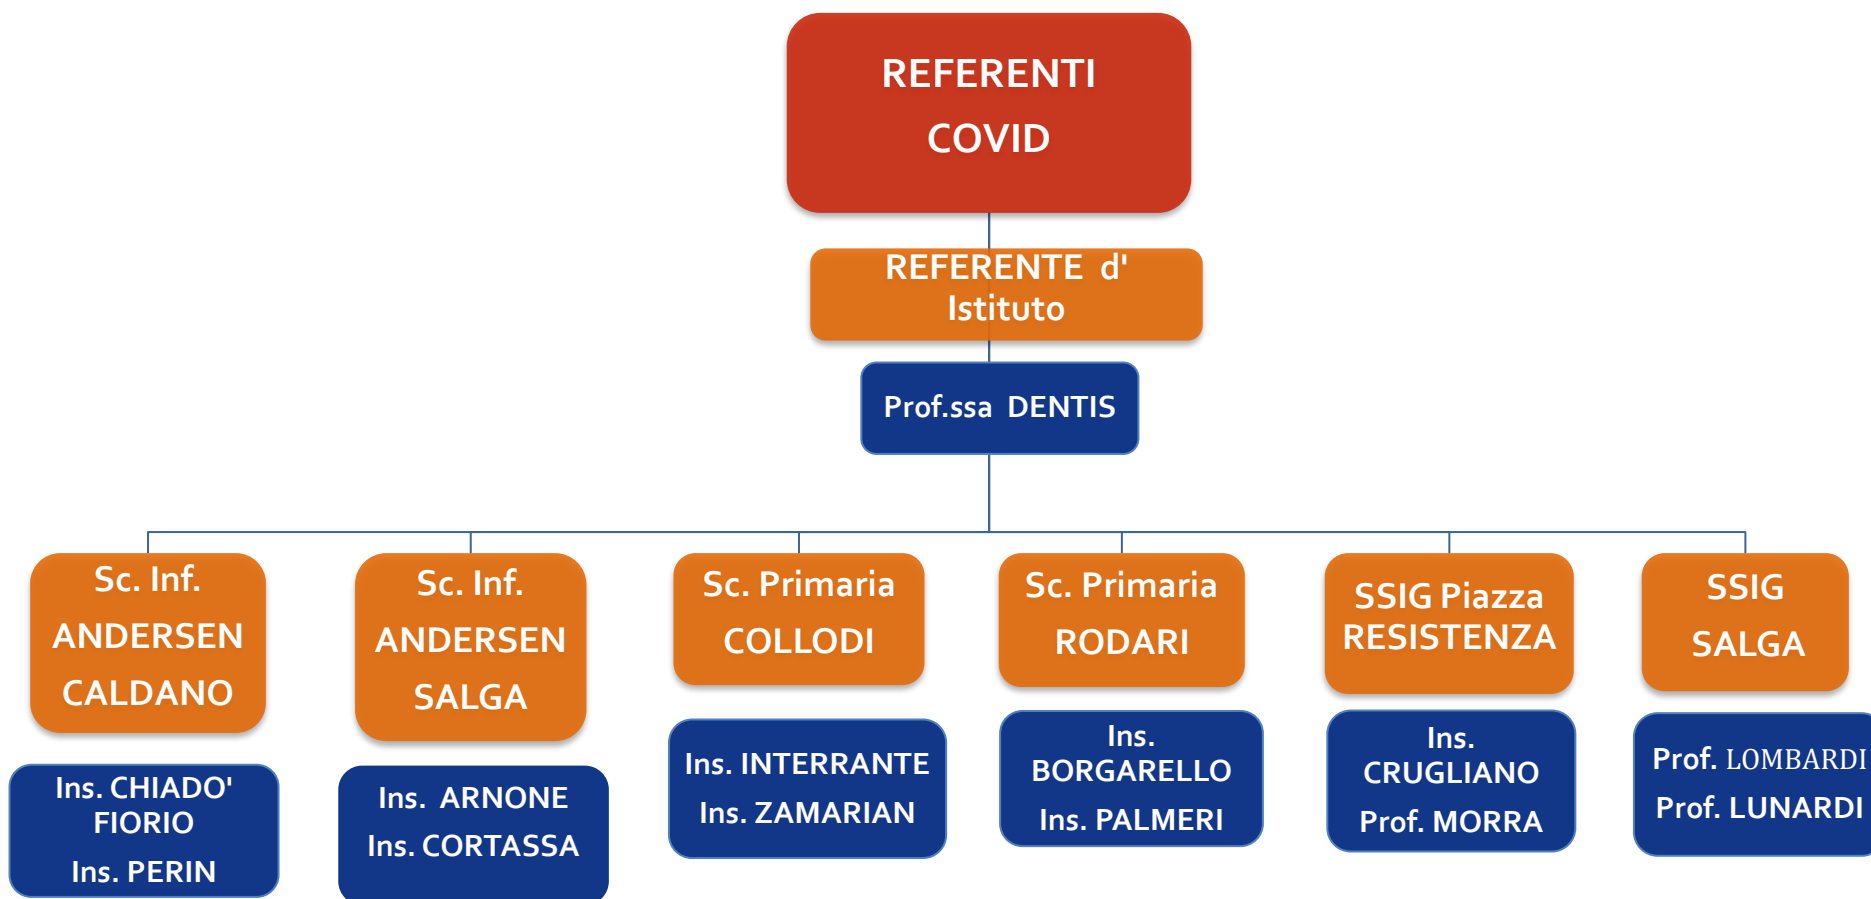 REFERENTI
COVID
REFERENTE d'
Istituto
Prof.ssa DENTIS
Sc. Inf.
ANDERSEN
CALDANO
Ins. CHIADO'
FIORIO
Ins. PERIN
Sc. Inf.
ANDERSEN
SALGA
Ins. ARNONE
Ins. CORTASSA
Sc. Primaria
COLLODI
Ins. INTERRANTE
Ins. ZAMARIAN
Sc. Primaria
RODARI
Ins.
BORGARELLO
Ins. PALMERI
SSIG Piazza
RESISTENZA
Ins.
CRUGLIANO
Prof. MORRA
SSIG
SALGA
Prof. LOMBARDI
Prof. LUNARDI